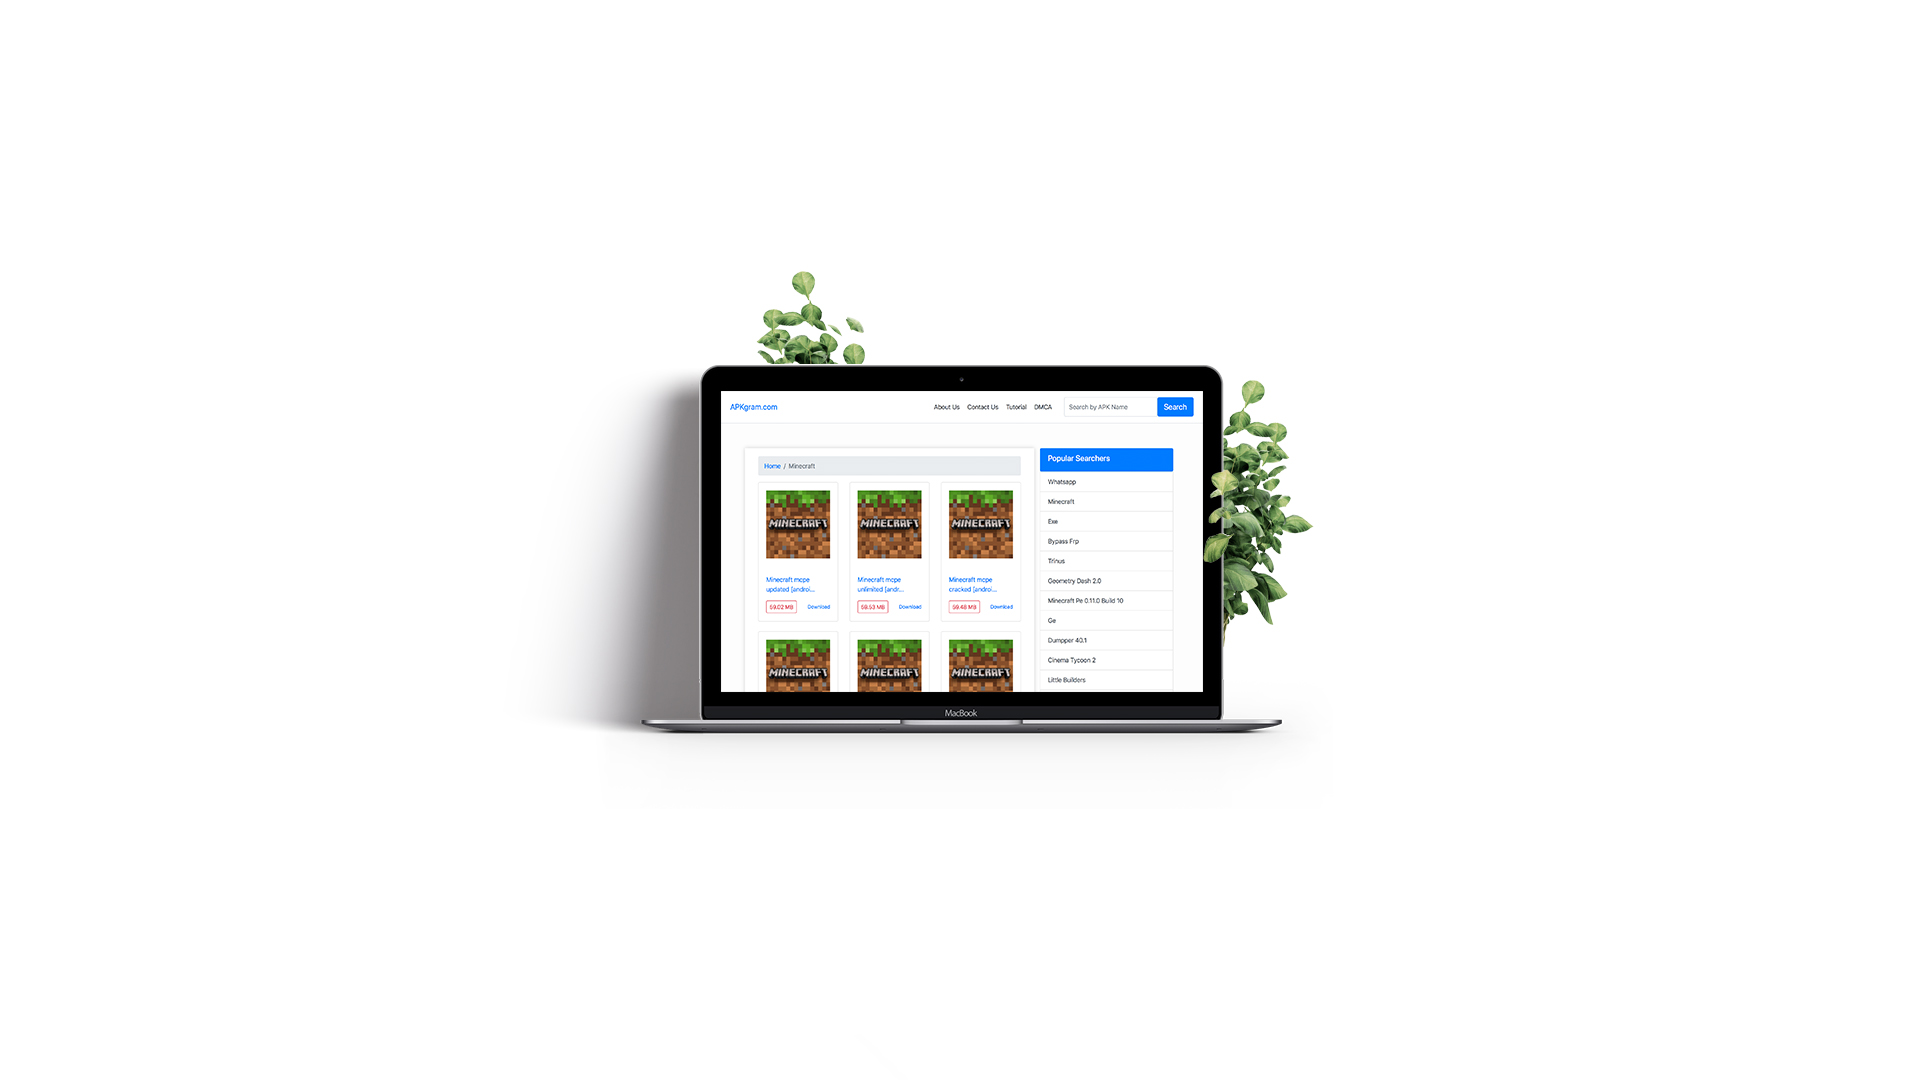 APKgram.com
About Us
Contact Us
Tutorial
DMCA
Search by APK Name
Search
Home / Minecraft
MINECRAFT
MINECRAFT
MINECRAFT
Minecraft mcpe
updated [androi...
59.02 MB
Download
Minecraft mcpe
unlimited [andr...
59.53 MB
Download
Minecraft mcpe
cracked [androi...
59.48 MB
Download
MINECRAFT
MINECRAFT
MINECRAFT
Popular Searchers
Whatsapp
Minecraft
Exe
Bypass Frp
Trinus
Geometry Dash 2.0
Minecraft Pe 0.11.0 Build 10
Ge
Dumpper 40.1
Cinema Tycoon 2
Little Builders
MacBook